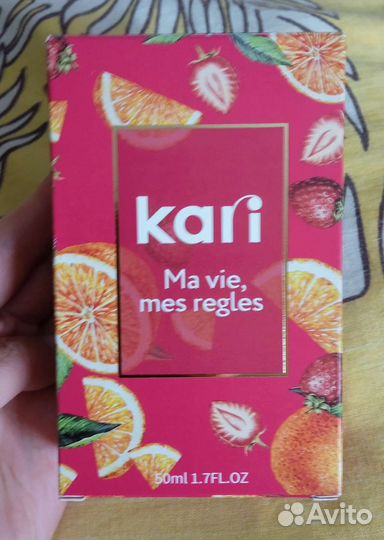 kari
Ma vie,
mes regles
50ml 1.7FL.OZ
Avito